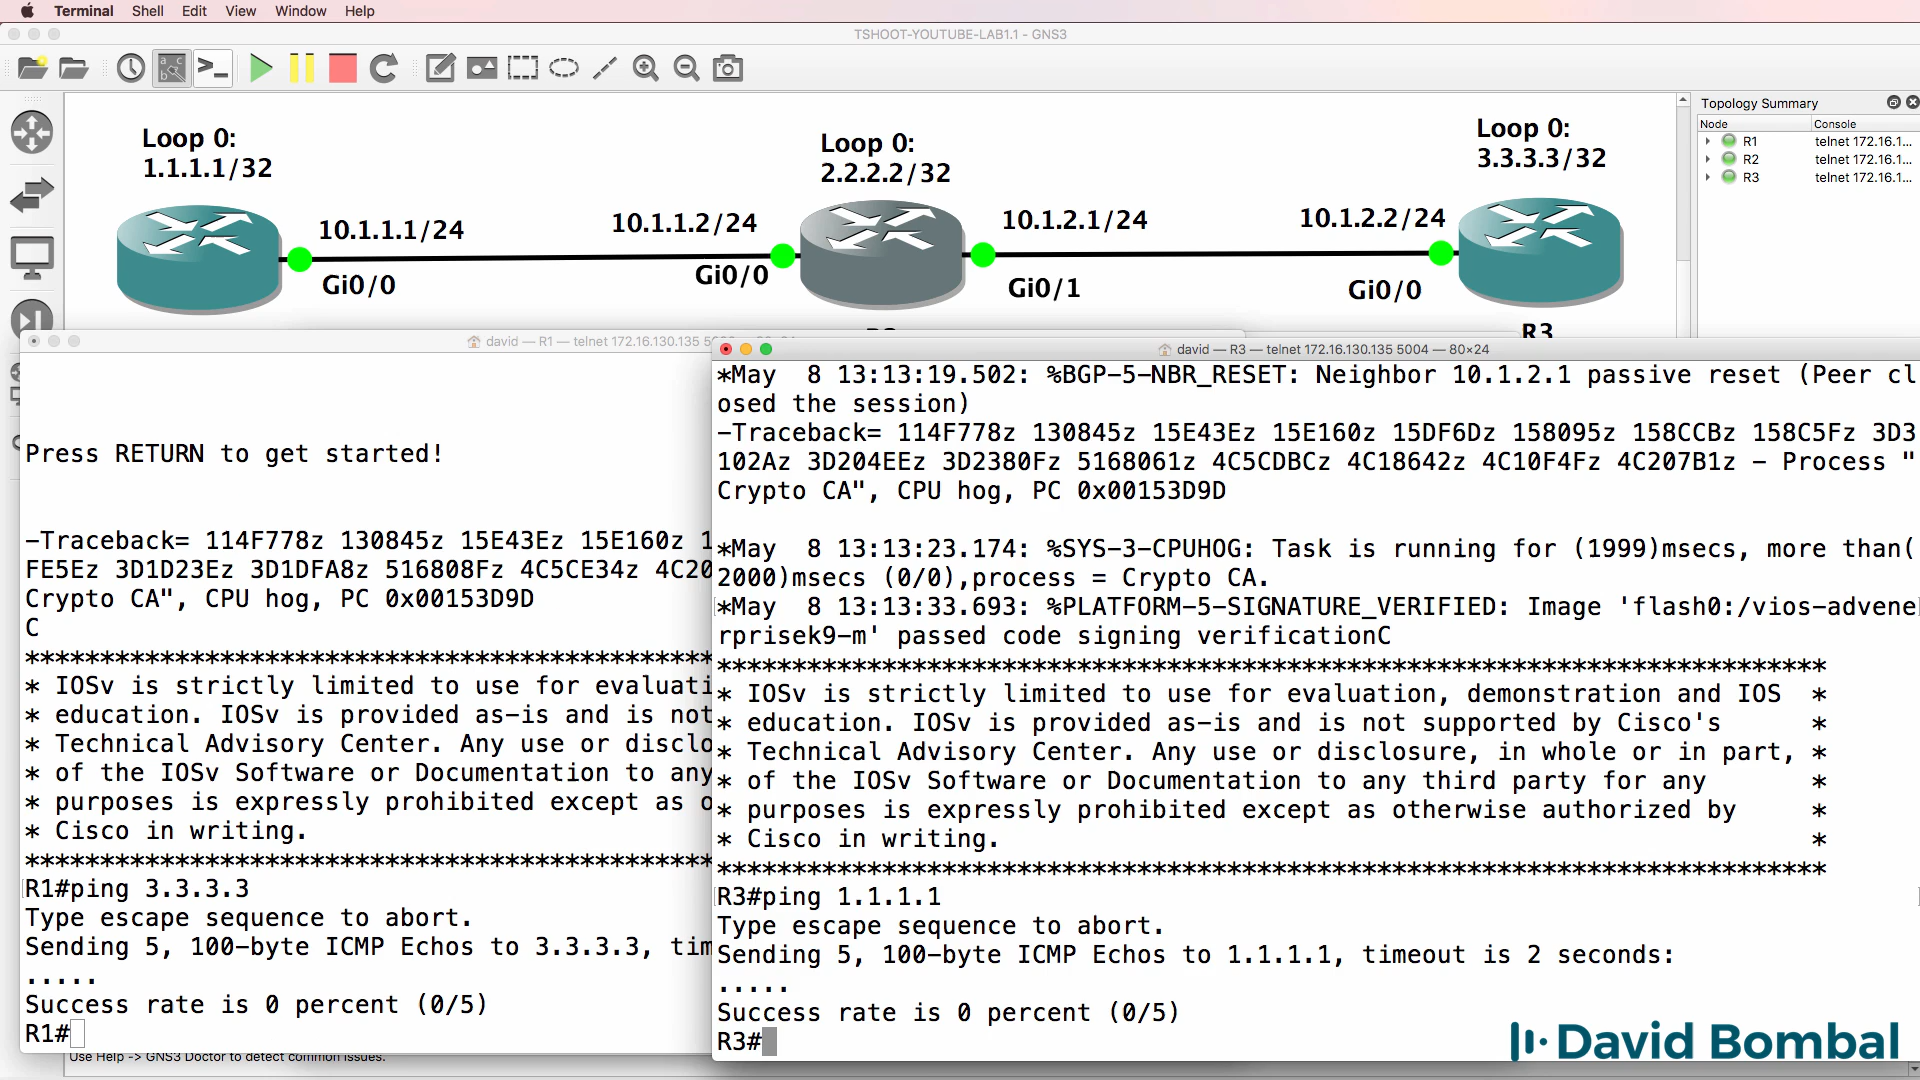 Terminal Shell Edit View Window Help
TSHOOT-YOUTUBE-LAB1.1 - GNS3
Topology Summary
Node Console
R1 telnet 172.16.1...
R2 telnet 172.16.1...
R3 telnet 172.16.1...
Loop 0:
1.1.1.1/32
Loop 0:
2.2.2.2/32
Loop 0:
3.3.3.3/32
10.1.1.1/24
10.1.1.2/24
10.1.2.1/24
10.1.2.2/24
Gi0/0
Gi0/0
Gi0/1
Gi0/0
R3
david — R1 — telnet 172.16.130.135 5
Press RETURN to get started!
-Traceback= 114F778z 130845z 15E43Ez 15E160z 1
FE5Ez 3D1D23Ez 3D1DFA8z 516808Fz 4C5CE34z 4C20
Crypto CA", CPU hog, PC 0x00153D9D
C
**********************************************
* IOSv is strictly limited to use for evaluati
* education. IOSv is provided as-is and is not
* Technical Advisory Center. Any use or disclo
* of the IOSv Software or Documentation to any
* purposes is expressly prohibited except as o
* Cisco in writing.
**********************************************
R1#ping 3.3.3.3
Type escape sequence to abort.
Sending 5, 100-byte ICMP Echos to 3.3.3.3, tim
.....
Success rate is 0 percent (0/5)
R1#
Use Help -> GNS3 Doctor to detect common issues.
david — R3 — telnet 172.16.130.135 5004 — 80×24
*May  8 13:13:19.502: %BGP-5-NBR_RESET: Neighbor 10.1.2.1 passive reset (Peer cl
osed the session)
-Traceback= 114F778z 130845z 15E43Ez 15E160z 15DF6Dz 158095z 158CCBz 158C5Fz 3D3
102Az 3D204EEz 3D2380Fz 5168061z 4C5CDBCz 4C18642z 4C10F4Fz 4C207B1z - Process "
Crypto CA", CPU hog, PC 0x00153D9D
*May  8 13:13:23.174: %SYS-3-CPUHOG: Task is running for (1999)msecs, more than(
2000)msecs (0/0),process = Crypto CA.
*May  8 13:13:33.693: %PLATFORM-5-SIGNATURE_VERIFIED: Image 'flash0:/vios-advene
rprisek9-m' passed code signing verificationC
**************************************************************************
* IOSv is strictly limited to use for evaluation, demonstration and IOS  *
* education. IOSv is provided as-is and is not supported by Cisco's      *
* Technical Advisory Center. Any use or disclosure, in whole or in part, *
* of the IOSv Software or Documentation to any third party for any       *
* purposes is expressly prohibited except as otherwise authorized by     *
* Cisco in writing.                                                      *
**************************************************************************
R3#ping 1.1.1.1
Type escape sequence to abort.
Sending 5, 100-byte ICMP Echos to 1.1.1.1, timeout is 2 seconds:
.....
Success rate is 0 percent (0/5)
R3#
David Bombal